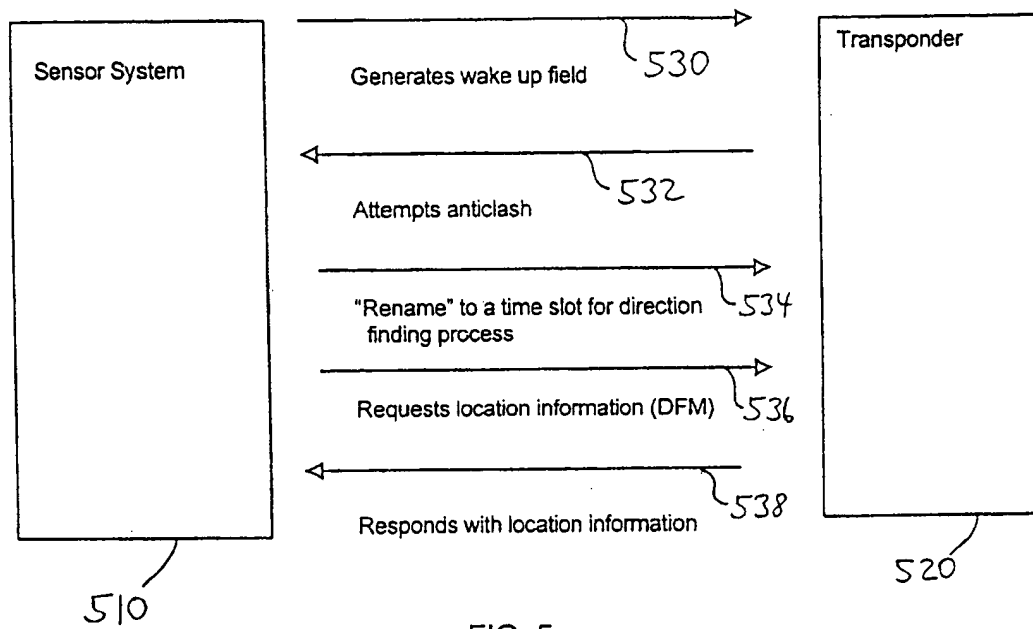 Sensor System
Transponder
530
Generates wake up field
532
Attempts anticlash
534
"Rename" to a time slot for direction
finding process
Requests location information (DFM)
536
538
Responds with location information
510
520